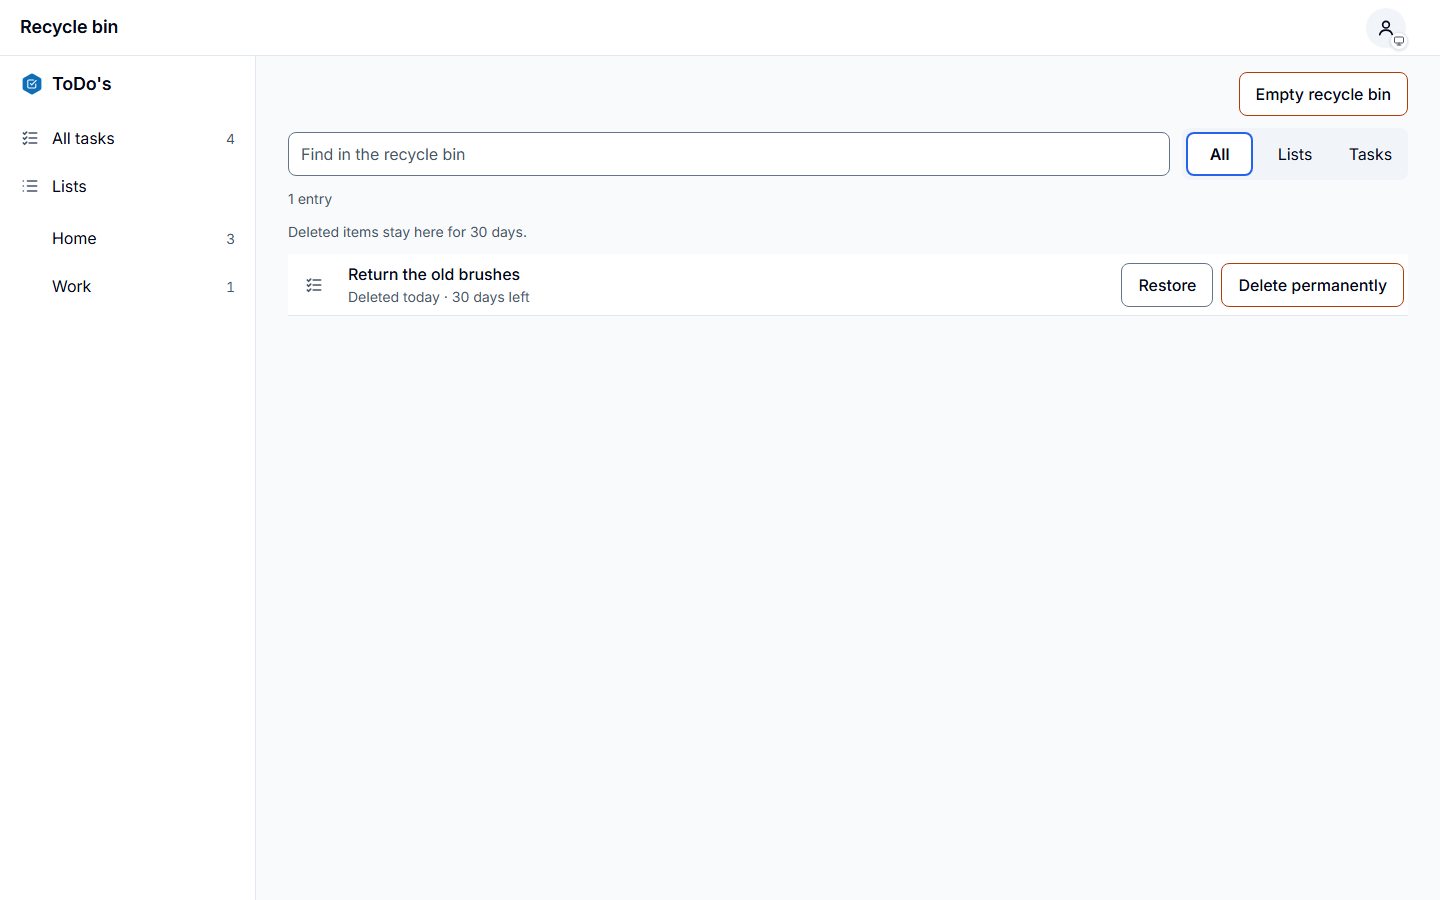 Recycle bin
ToDo's
All tasks 4
Lists
Home 3
Work 1
Empty recycle bin
Find in the recycle bin
All Lists Tasks
1 entry
Deleted items stay here for 30 days.
Return the old brushes
Deleted today · 30 days left
Restore Delete permanently